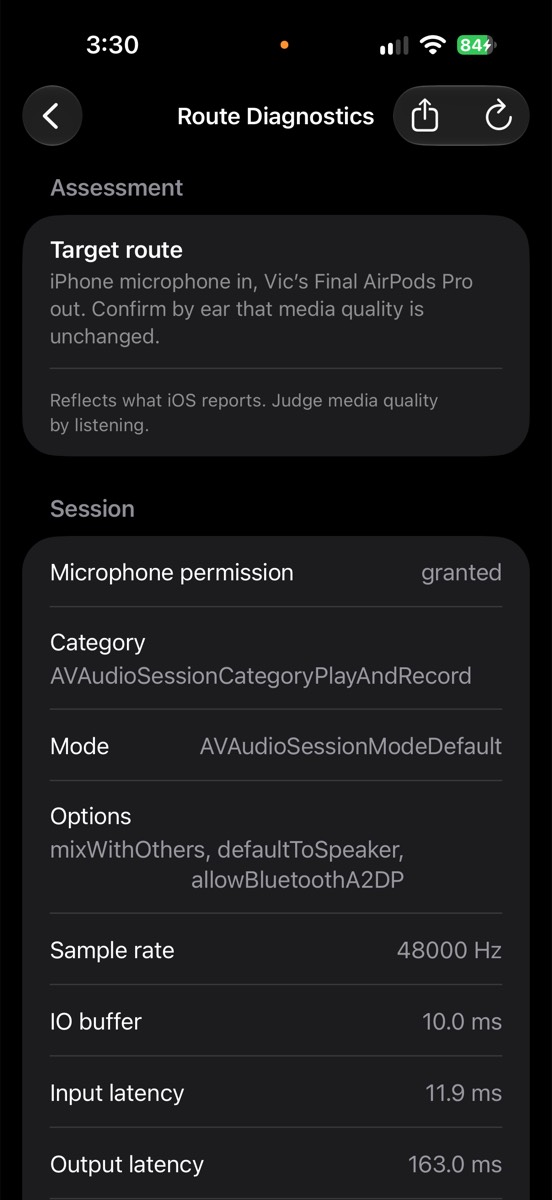 3:30
84
Route Diagnostics
Assessment
Target route
iPhone microphone in, Vic’s Final AirPods Pro
out. Confirm by ear that media quality is
unchanged.
Reflects what iOS reports. Judge media quality
by listening.
Session
Microphone permission granted
Category
AVAudioSessionCategoryPlayAndRecord
Mode AVAudioSessionModeDefault
Options
mixWithOthers, defaultToSpeaker,
allowBluetoothA2DP
Sample rate 48000 Hz
IO buffer 10.0 ms
Input latency 11.9 ms
Output latency 163.0 ms